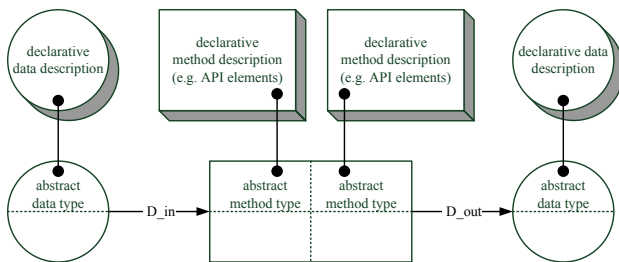 declarative
data description
declarative
method description
(e.g. API elements)
declarative
method description
(e.g. API elements)
declarative data
description
abstract
data type
D_in
abstract
method type
abstract
method type
D_out
abstract
data type